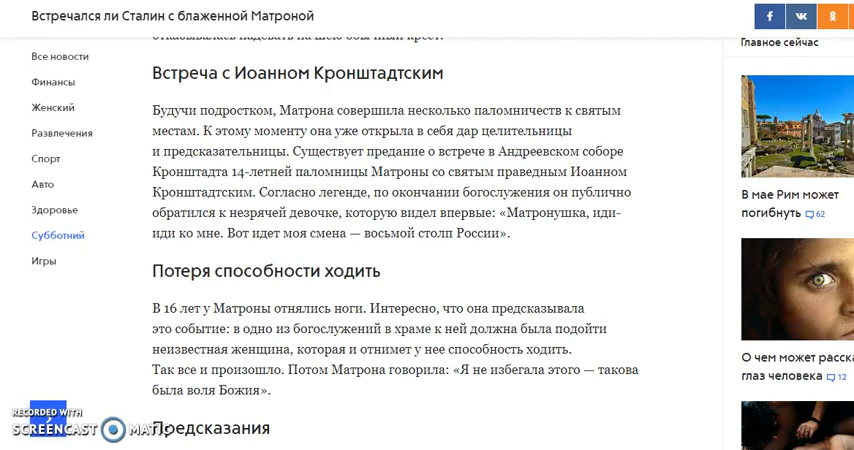 Встречался ли Сталин с блаженной Матроной
отказывалась надевать на шею обычный крест.
Все новости
Финансы
Женский
Развлечения
Спорт
Авто
Здоровье
Субботний
Игры
Встреча с Иоанном Кронштадтским
Будучи подростком, Матрона совершила несколько паломничеств к святым
местам. К этому моменту она уже открыла в себя дар целительницы
и предсказательницы. Существует предание о встрече в Андреевском соборе
Кронштадта 14-летней паломницы Матроны со святым праведным Иоанном
Кронштадтским. Согласно легенде, по окончании богослужения он публично
обратился к незрячей девочке, которую видел впервые: «Матронушка, иди-
иди ко мне. Вот идет моя смена — восьмой столп России».
Потеря способности ходить
В 16 лет у Матроны отнялись ноги. Интересно, что она предсказывала
это событие: в одно из богослужений в храме к ней должна была подойти
неизвестная женщина, которая и отнимет у нее способность ходить.
Так все и произошло. Потом Матрона говорила: «Я не избегала этого — такова
была воля Божия».
Предсказания
Главное сейчас
В мае Рим может
погибнуть 62
О чем может расска
глаз человека 12
RECORDED WITH
SCREENCAST MATIC